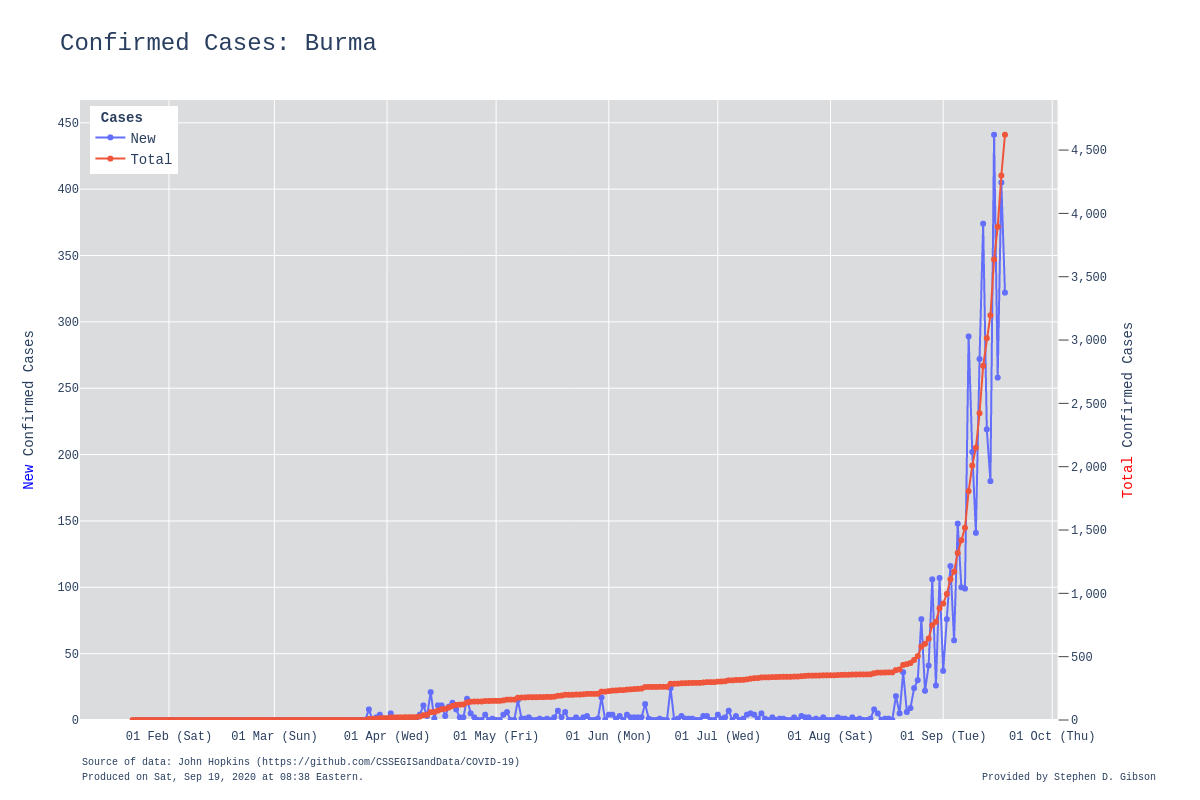 Confirmed Cases: Burma
Cases
New
Total
450
400
350
300
250
200
150
100
50
0
4,500
4,000
3,500
3,000
2,500
2,000
1,500
1,000
500
0
New Confirmed Cases
Total Confirmed Cases
01 Feb (Sat) 01 Mar (Sun) 01 Apr (Wed) 01 May (Fri) 01 Jun (Mon) 01 Jul (Wed) 01 Aug (Sat) 01 Sep (Tue) 01 Oct (Thu)
Source of data: John Hopkins (https://github.com/CSSEGISandData/COVID-19)
Produced on Sat, Sep 19, 2020 at 08:38 Eastern.
Provided by Stephen D. Gibson